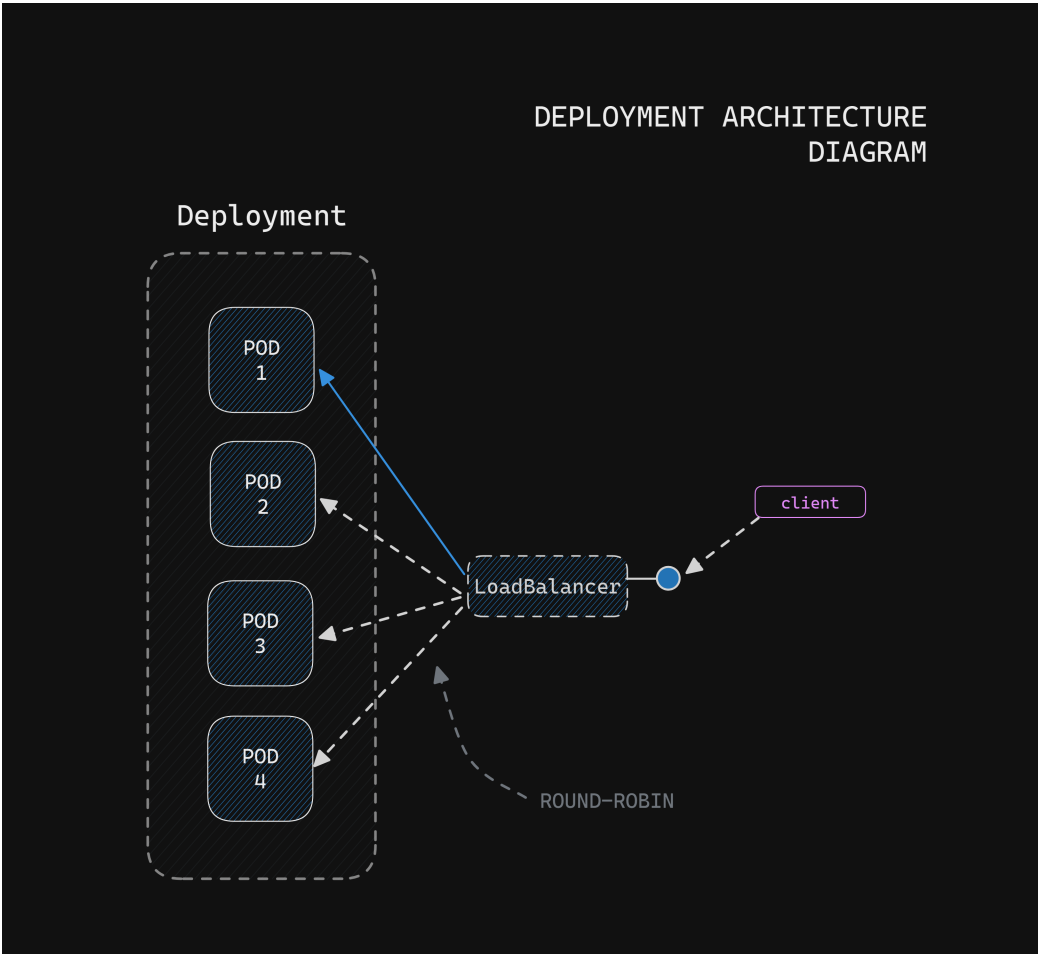 DEPLOYMENT ARCHITECTURE
DIAGRAM
Deployment
POD
1
POD
2
POD
3
POD
4
LoadBalancer
client
ROUND-ROBIN